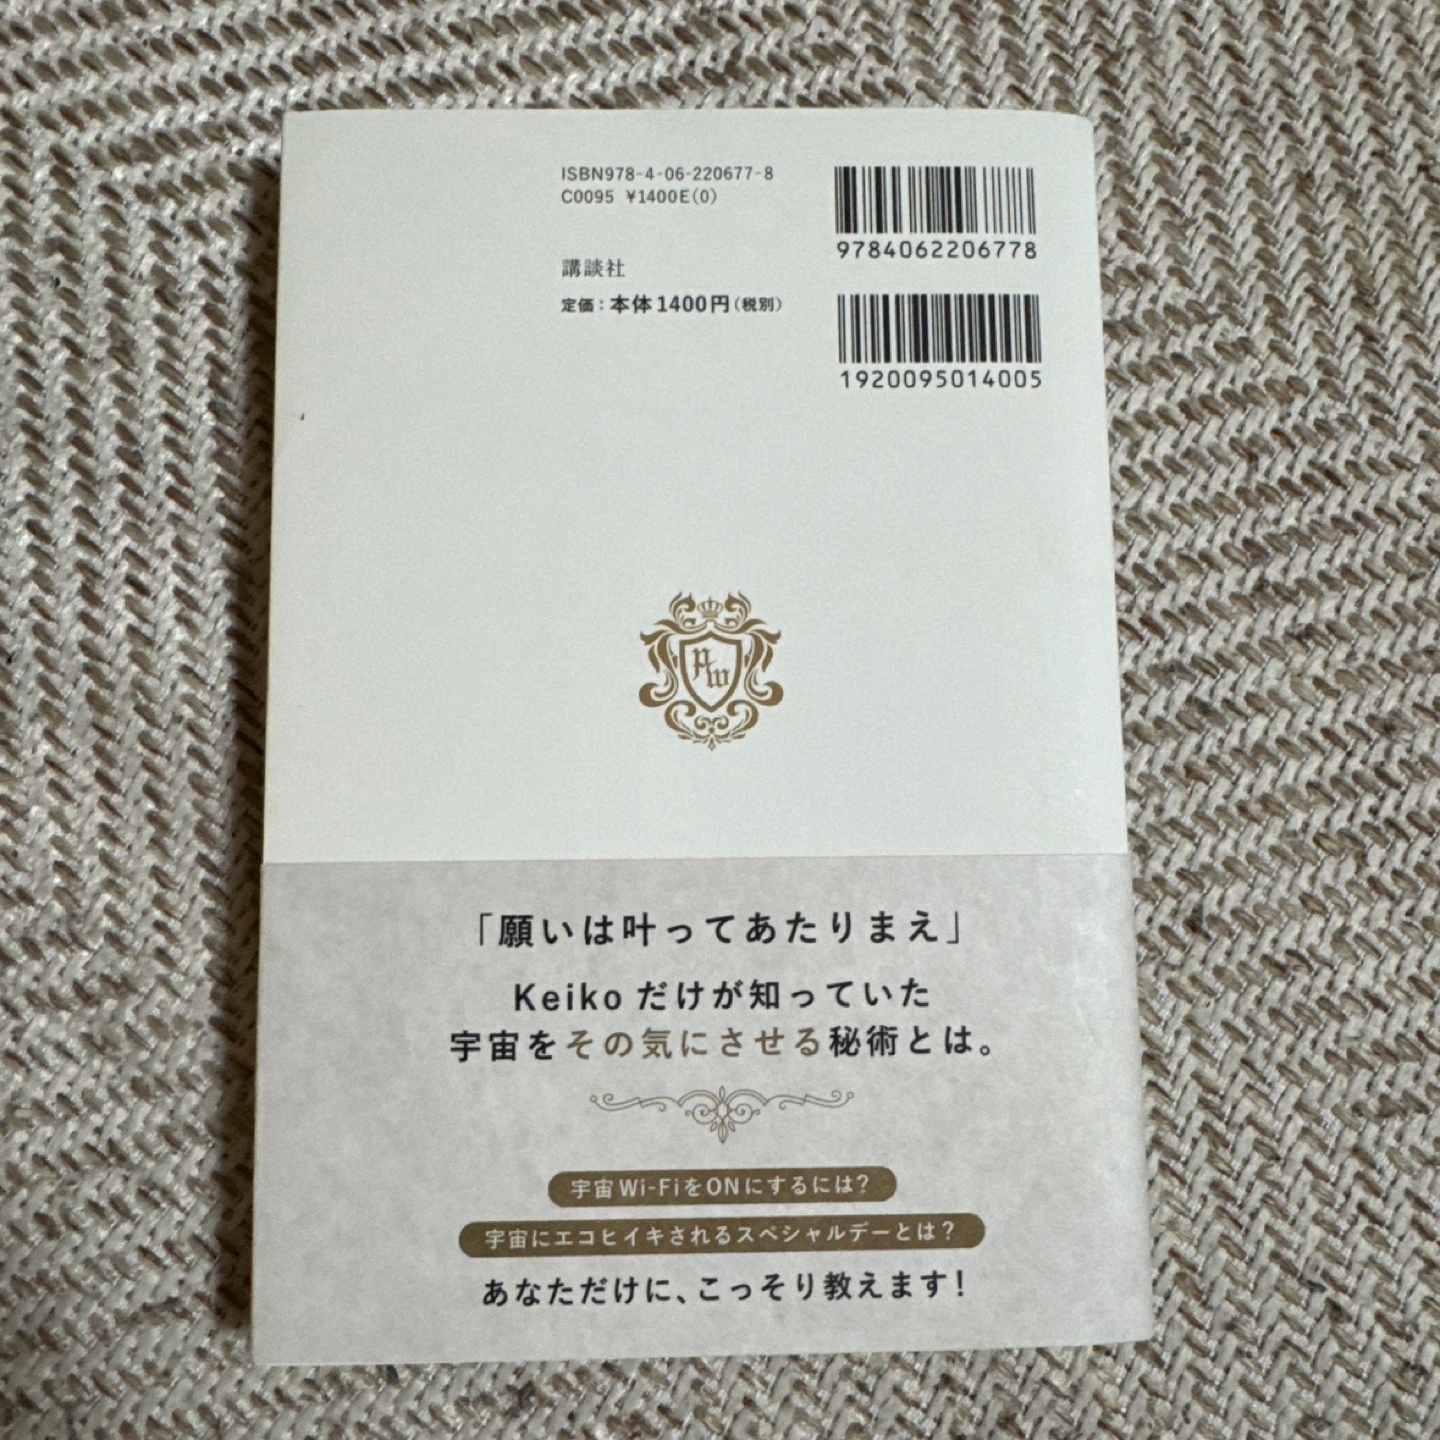 ISBN978-4-06-220677-8
C0095 ¥1400E(0)
講談社
定価：本体1400円（税別）
9784062206778
1920095014005
pw
「願いは叶ってあたりまえ」
Keikoだけが知っていた
宇宙をその気にさせる秘術とは。
宇宙Wi-FiをONにするには？
宇宙にエコヒイキされるスペシャルデーとは？
あなただけに、こっそり教えます！